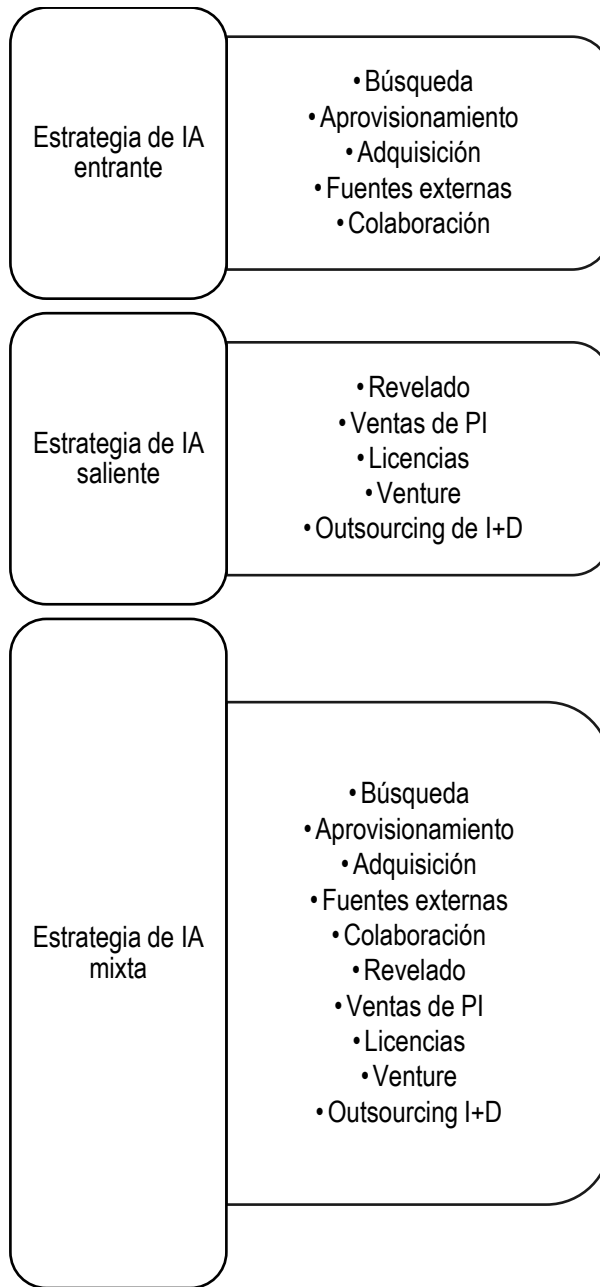 Estrategia de IA
entrante
• Búsqueda
• Aprovisionamiento
• Adquisición
• Fuentes externas
• Colaboración
Estrategia de IA
saliente
• Revelado
• Ventas de PI
• Licencias
• Venture
• Outsourcing de I+D
Estrategia de IA
mixta
• Búsqueda
• Aprovisionamiento
• Adquisición
• Fuentes externas
• Colaboración
• Revelado
• Ventas de PI
• Licencias
• Venture
• Outsourcing I+D